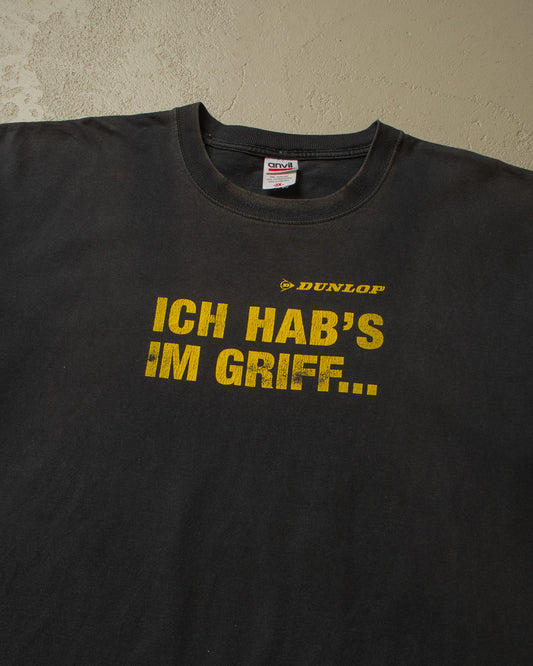 anvil
DUNLOP
ICH HAB'S
IM GRIFF...